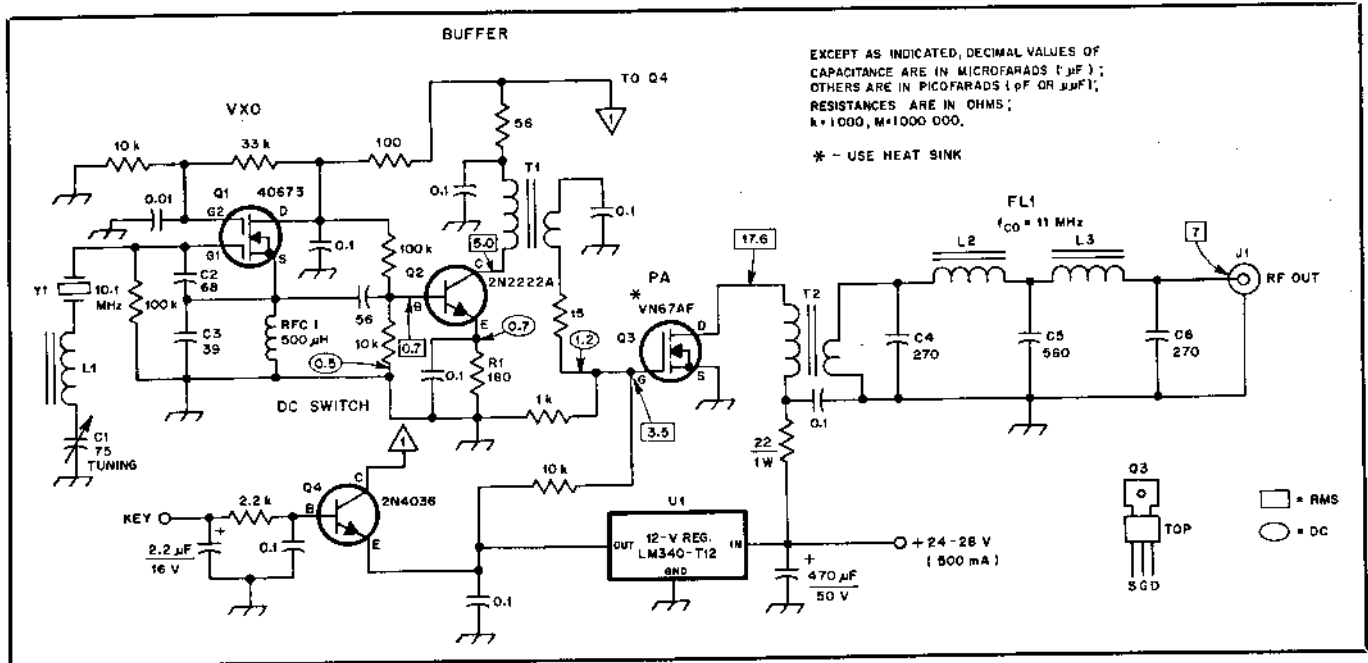 BUFFER
EXCEPT AS INDICATED, DECIMAL VALUES OF
CAPACITANCE ARE IN MICROFARADS (µF);
OTHERS ARE IN PICOFARADS (pF OR µµF);
RESISTANCES ARE IN OHMS;
k=1000, M=1000 000.
* - USE HEAT SINK
TO Q4
1
VXO
10 k
33 k
100
56
T1
0.1
0.1
0.01
Q1
40673
G2
D
G1
S
0.1
100 k
5.0
Q2
C
2N2222A
B
E
0.7
0.7
Y1
10.1
MHz
100 k
C2
68
C3
39
56
RFC 1
500 µH
10 k
0.5
0.1
R1
180
15
1.2
L1
C1
75
TUNING
DC SWITCH
1
1 k
PA
*
VN67AF
Q3
D
G
S
3.5
17.6
T2
0.1
22
1W
FL1
fCO = 11 MHz
L2
L3
7
J1
RF OUT
C4
270
C5
560
C6
270
KEY
2.2 k
+
2.2 µF
16 V
0.1
Q4
C
2N4036
B
E
10 k
0.1
U1
12-V REG.
LM340-T12
OUT
IN
GND
+
470 µF
50 V
+ 24-28 V
(500 mA)
Q3
TOP
S G D
= RMS
= DC